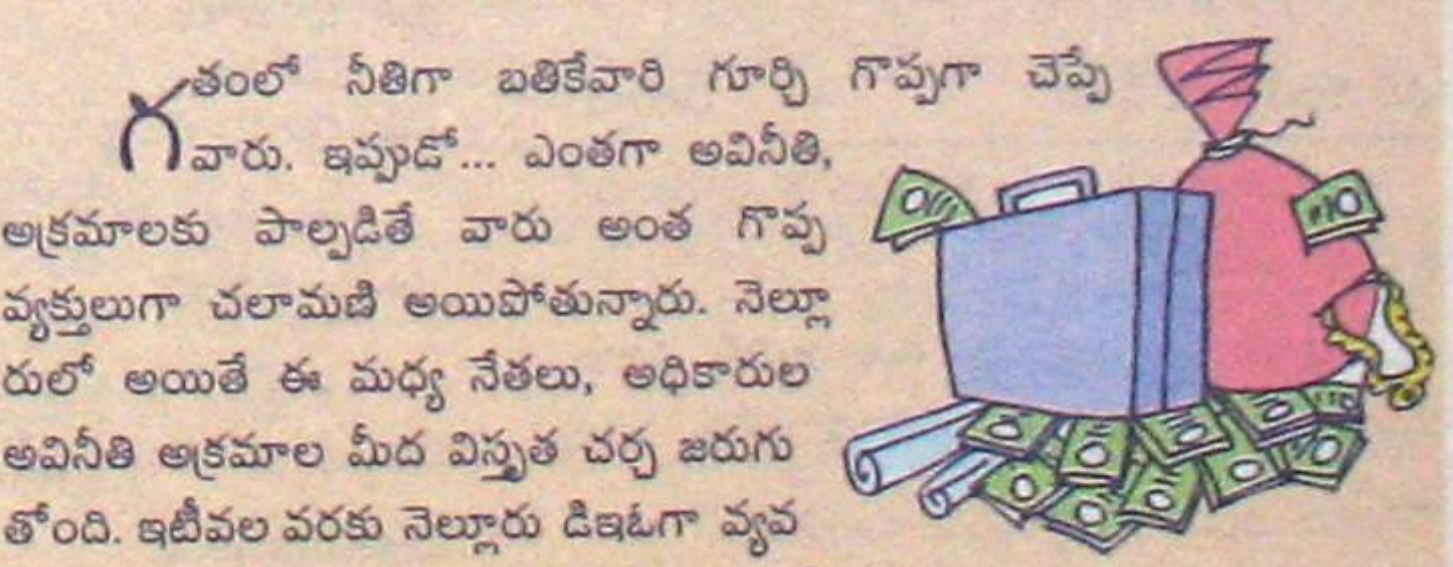 గతంలో నీతిగా బతికేవారి గూర్చి గొప్పగా చెప్పే
వారు. ఇప్పుడో... ఎంతగా అవినీతి,
అక్రమాలకు పాల్పడితే వారు అంత గొప్ప
వ్యక్తులుగా చలామణి అయిపోతున్నారు. నెల్లూ
రులో అయితే ఈ మధ్య నేతలు, అధికారుల
అవినీతి అక్రమాల మీద విస్తృత చర్చ జరుగు
తోంది. ఇటీవల వరకు నెల్లూరు డిఇఓగా వ్యవ